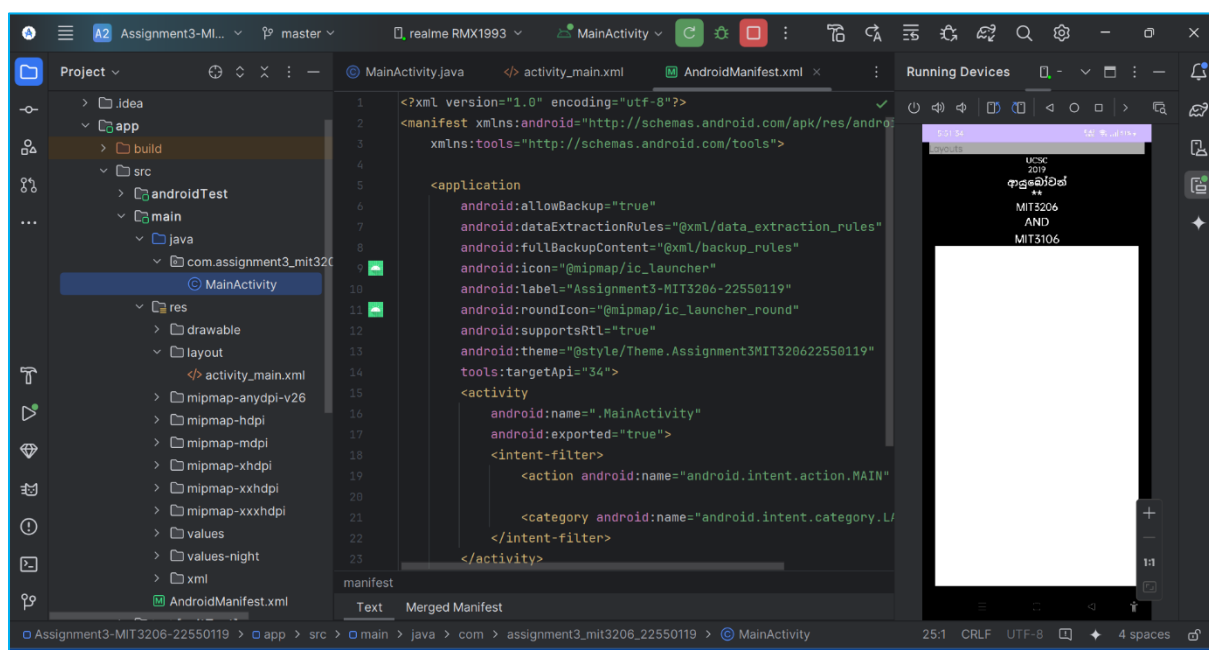 A2 Assignment3-MI... master realme RMX1993 MainActivity
Project
MainActivity.java activity_main.xml AndroidManifest.xml
Running Devices
.idea
app
build
src
androidTest
main
java
com.assignment3_mit320
MainActivity
res
drawable
layout
activity_main.xml
mipmap-anydpi-v26
mipmap-hdpi
mipmap-mdpi
mipmap-xhdpi
mipmap-xxhdpi
mipmap-xxxhdpi
values
values-night
xml
AndroidManifest.xml
1 <?xml version="1.0" encoding="utf-8"?>
2 <manifest xmlns:android="http://schemas.android.com/apk/res/andro
3 xmlns:tools="http://schemas.android.com/tools">
4
5 <application
6 android:allowBackup="true"
7 android:dataExtractionRules="@xml/data_extraction_rules"
8 android:fullBackupContent="@xml/backup_rules"
9 android:icon="@mipmap/ic_launcher"
10 android:label="Assignment3-MIT3206-22550119"
11 android:roundIcon="@mipmap/ic_launcher_round"
12 android:supportsRtl="true"
13 android:theme="@style/Theme.Assignment3MIT320622550119"
14 tools:targetApi="34">
15 <activity
16 android:name=".MainActivity"
17 android:exported="true">
18 <intent-filter>
19 <action android:name="android.intent.action.MAIN"
20
21 <category android:name="android.intent.category.LA
22 </intent-filter>
23 </activity>
manifest
Text Merged Manifest
Layouts
UCSC
2019
ආයුබෝවන්
**
MIT3206
AND
MIT3106
1:1
Assignment3-MIT3206-22550119 > app > src > main > java > com > assignment3_mit3206_22550119 > MainActivity
25:1 CRLF UTF-8 4 spaces